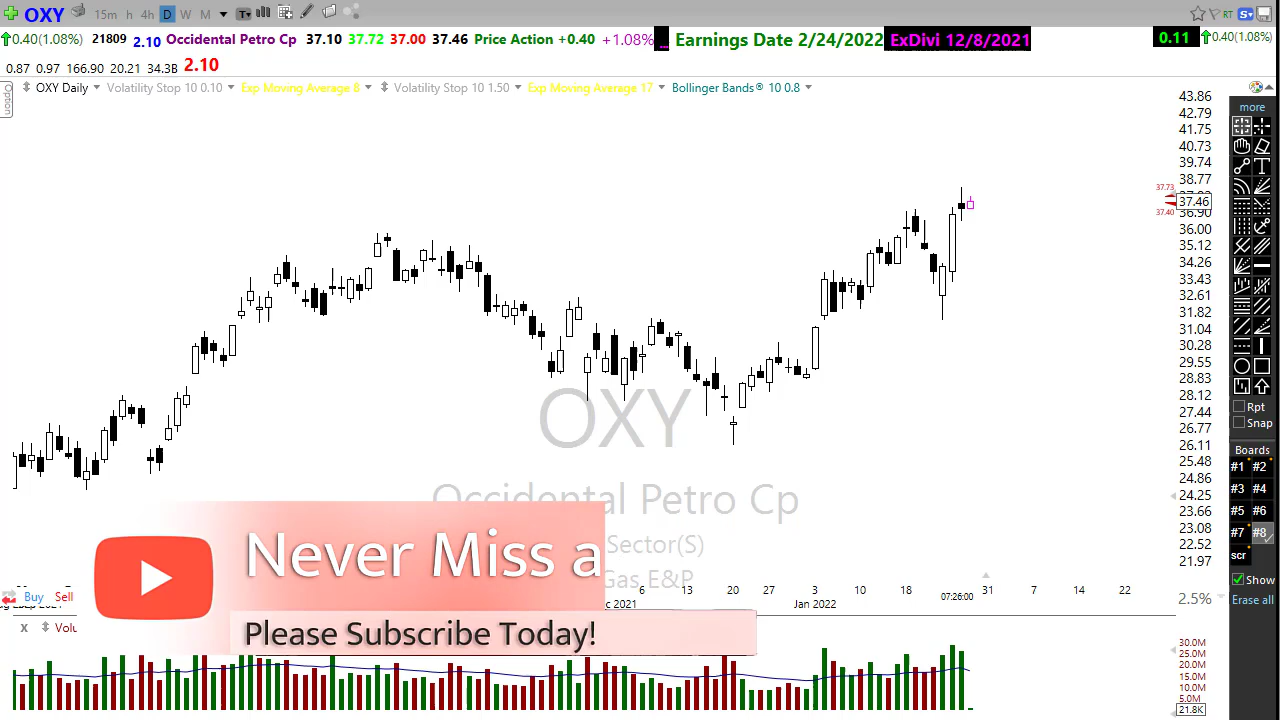 OXY 15m h 4h D W M T RT S
0.40(1.08%) 21809 2.10 Occidental Petro Cp 37.10 37.72 37.00 37.46 Price Action +0.40 +1.08% ... Earnings Date 2/24/2022 ExDivi 12/8/2021 0.11 0.40(1.08%)
0.87 0.97 166.90 20.21 34.3B 2.10
Option
OXY Daily Volatility Stop 10 0.10 Exp Moving Average 8 Volatility Stop 10 1.50 Exp Moving Average 17 Bollinger Bands® 10 0.8
43.86
42.79
41.75
40.73
39.74
38.77
37.73
37.46
37.40
36.90
36.00
35.12
34.26
33.43
32.61
31.82
31.04
30.28
29.55
28.83
28.12
27.44
26.77
26.11
25.48
24.86
24.25
23.66
23.08
22.52
21.97
more
T
Rpt
Snap
Boards
#1 #2
#3 #4
#5 #6
#7 #8
scr
Show
Erase all
OXY
Occidental Petro Cp
Sector(S)
Gas E&P
Never Miss a
Please Subscribe Today!
Buy Sell
6 13 20 27 3 10 18 07:26:00 31 7 14 22
2021 Jan 2022
2.5%
X Volu
30.0M
25.0M
20.0M
15.0M
10.0M
5.0M
21.8K